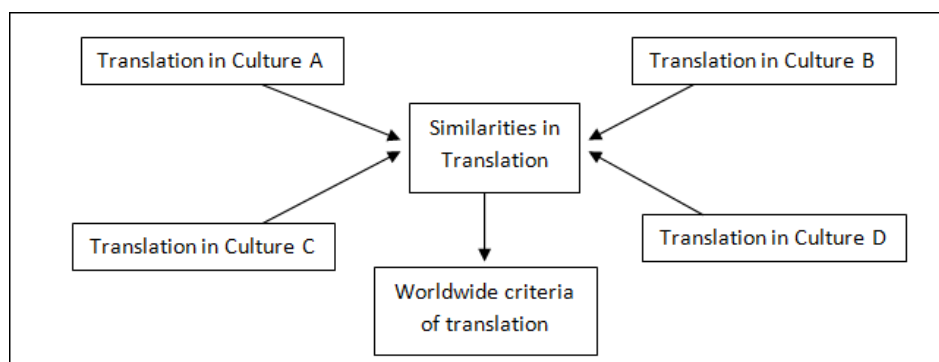 Translation in Culture A
Translation in Culture B
Similarities in
Translation
Translation in Culture C
Translation in Culture D
Worldwide criteria
of translation